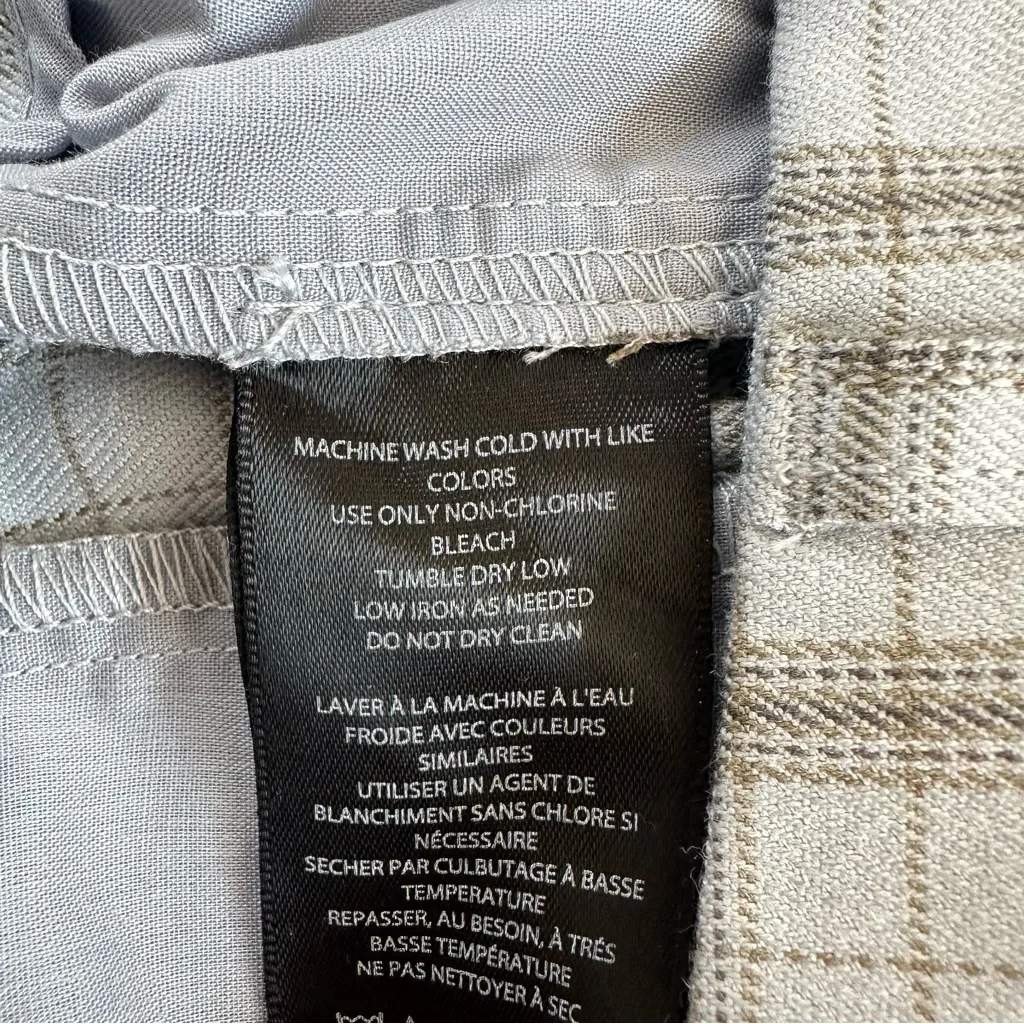 MACHINE WASH COLD WITH LIKE
COLORS
USE ONLY NON-CHLORINE
BLEACH
TUMBLE DRY LOW
LOW IRON AS NEEDED
DO NOT DRY CLEAN
LAVER À LA MACHINE À L'EAU
FROIDE AVEC COULEURS
SIMILAIRES
UTILISER UN AGENT DE
BLANCHIMENT SANS CHLORE SI
NÉCESSAIRE
SECHER PAR CULBUTAGE À BASSE
TEMPERATURE
REPASSER, AU BESOIN, À TRÉS
BASSE TEMPÉRATURE
NE PAS NETTOYER À SEC